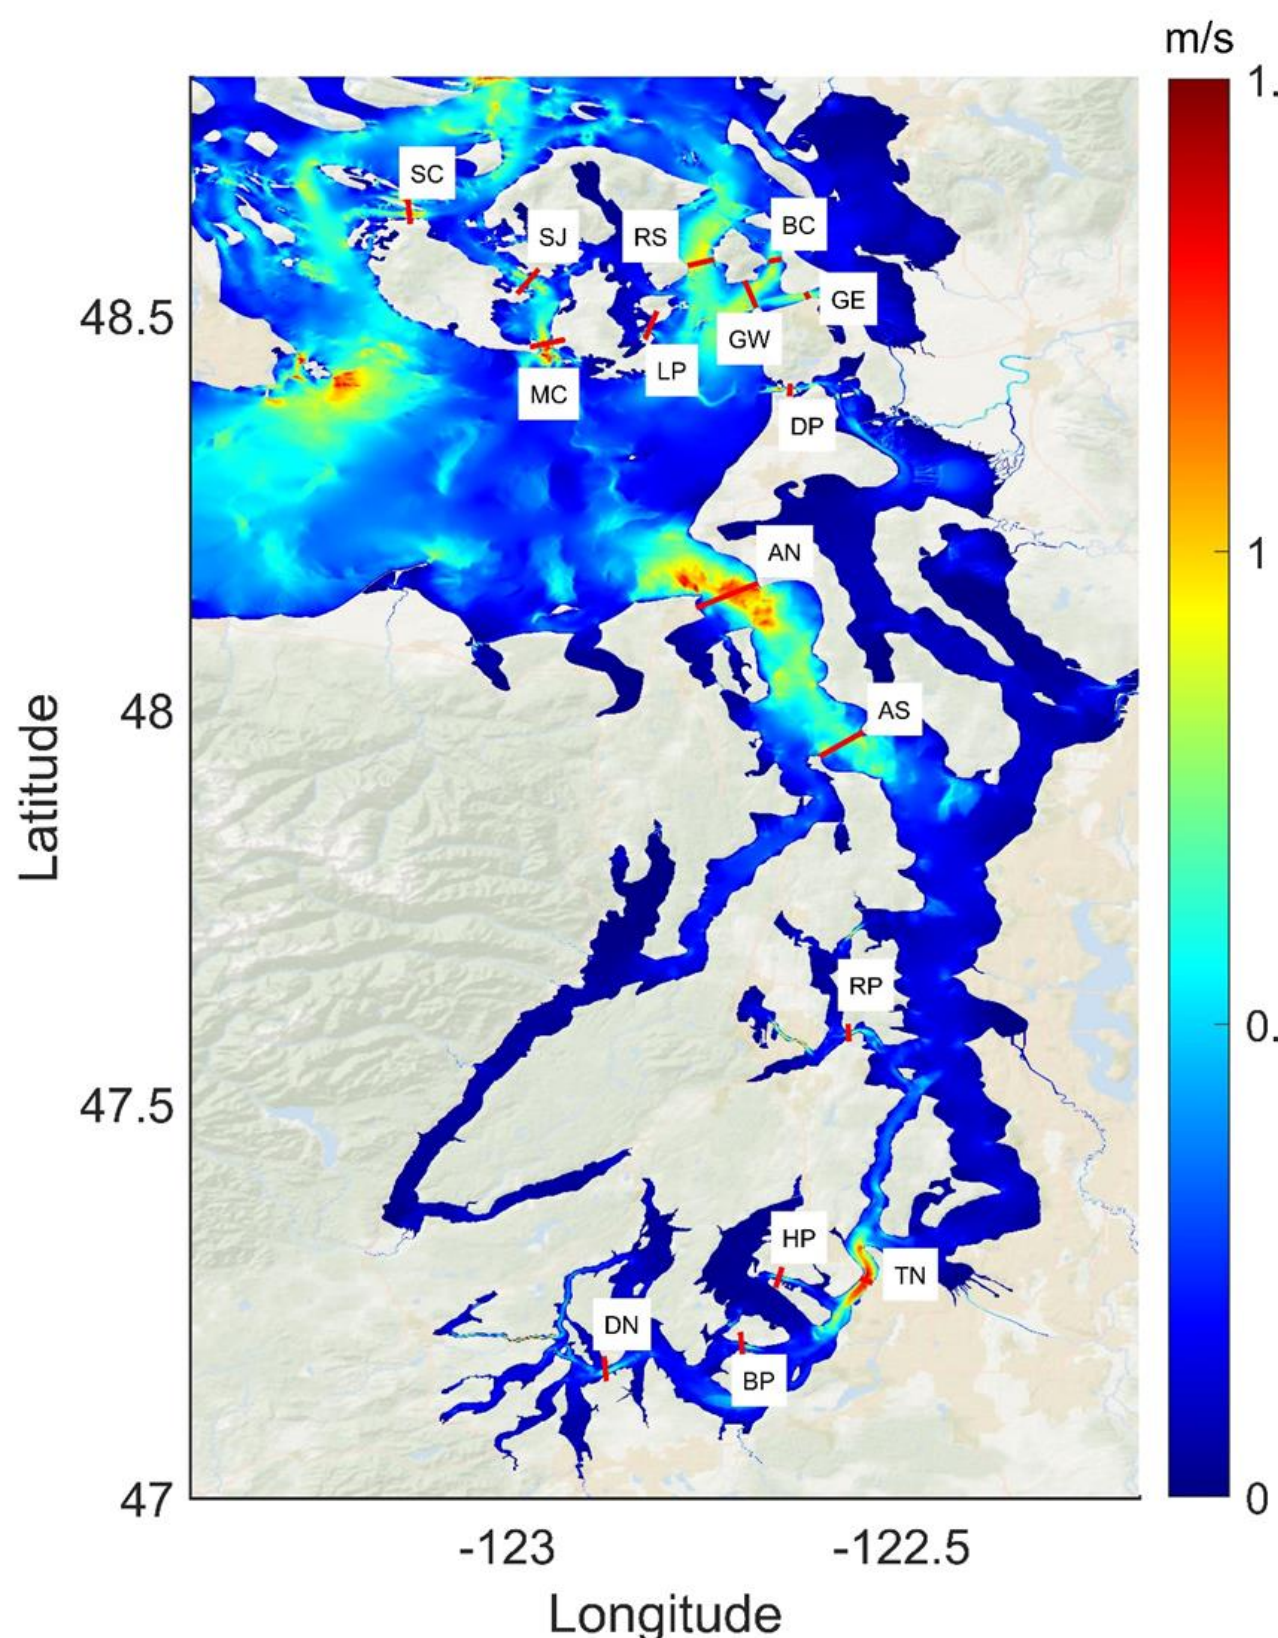 m/s
1.
SC
SJ
RS
BC
GE
48.5
GW
LP
MC
DP
AN
1
48
AS
Latitude
RP
0.
47.5
HP
TN
DN
BP
47
0
-123
-122.5
Longitude